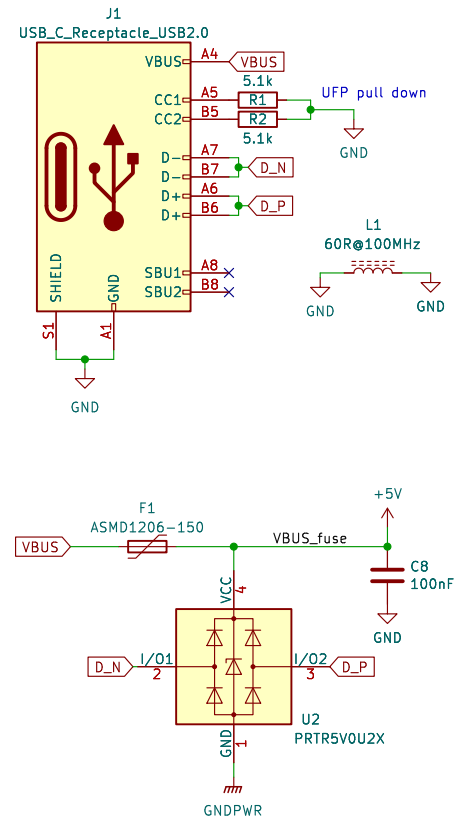 J1
USB_C_Receptacle_USB2.0
VBUS A4 VBUS
5.1k
CC1 A5 R1 UFP pull down
CC2 B5 R2
5.1k
GND
D- A7
D- B7 D_N
D+ A6
D+ B6 D_P
L1
60R@100MHz
SBU1 A8
SBU2 B8
SHIELD GND
GND GND
S1 A1
GND
F1 +5V
ASMD1206-150
VBUS VBUS_fuse
C8
100nF
VCC 4
GND
D_N I/O1 2 I/O2 3 D_P
U2
PRTR5V0U2X
GND 1
GNDPWR